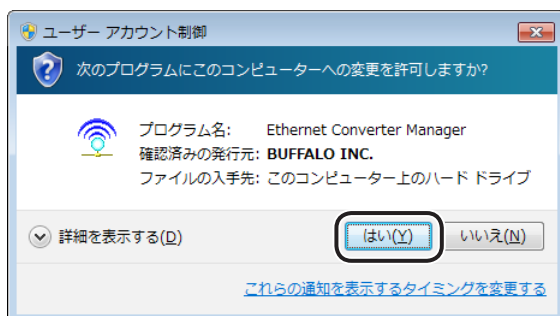 ユーザー アカウント制御
次のプログラムにこのコンピューターへの変更を許可しますか?
プログラム名: Ethernet Converter Manager
確認済みの発行元: BUFFALO INC.
ファイルの入手先: このコンピューター上のハード ドライブ
詳細を表示する(D) はい(Y) いいえ(N)
これらの通知を表示するタイミングを変更する